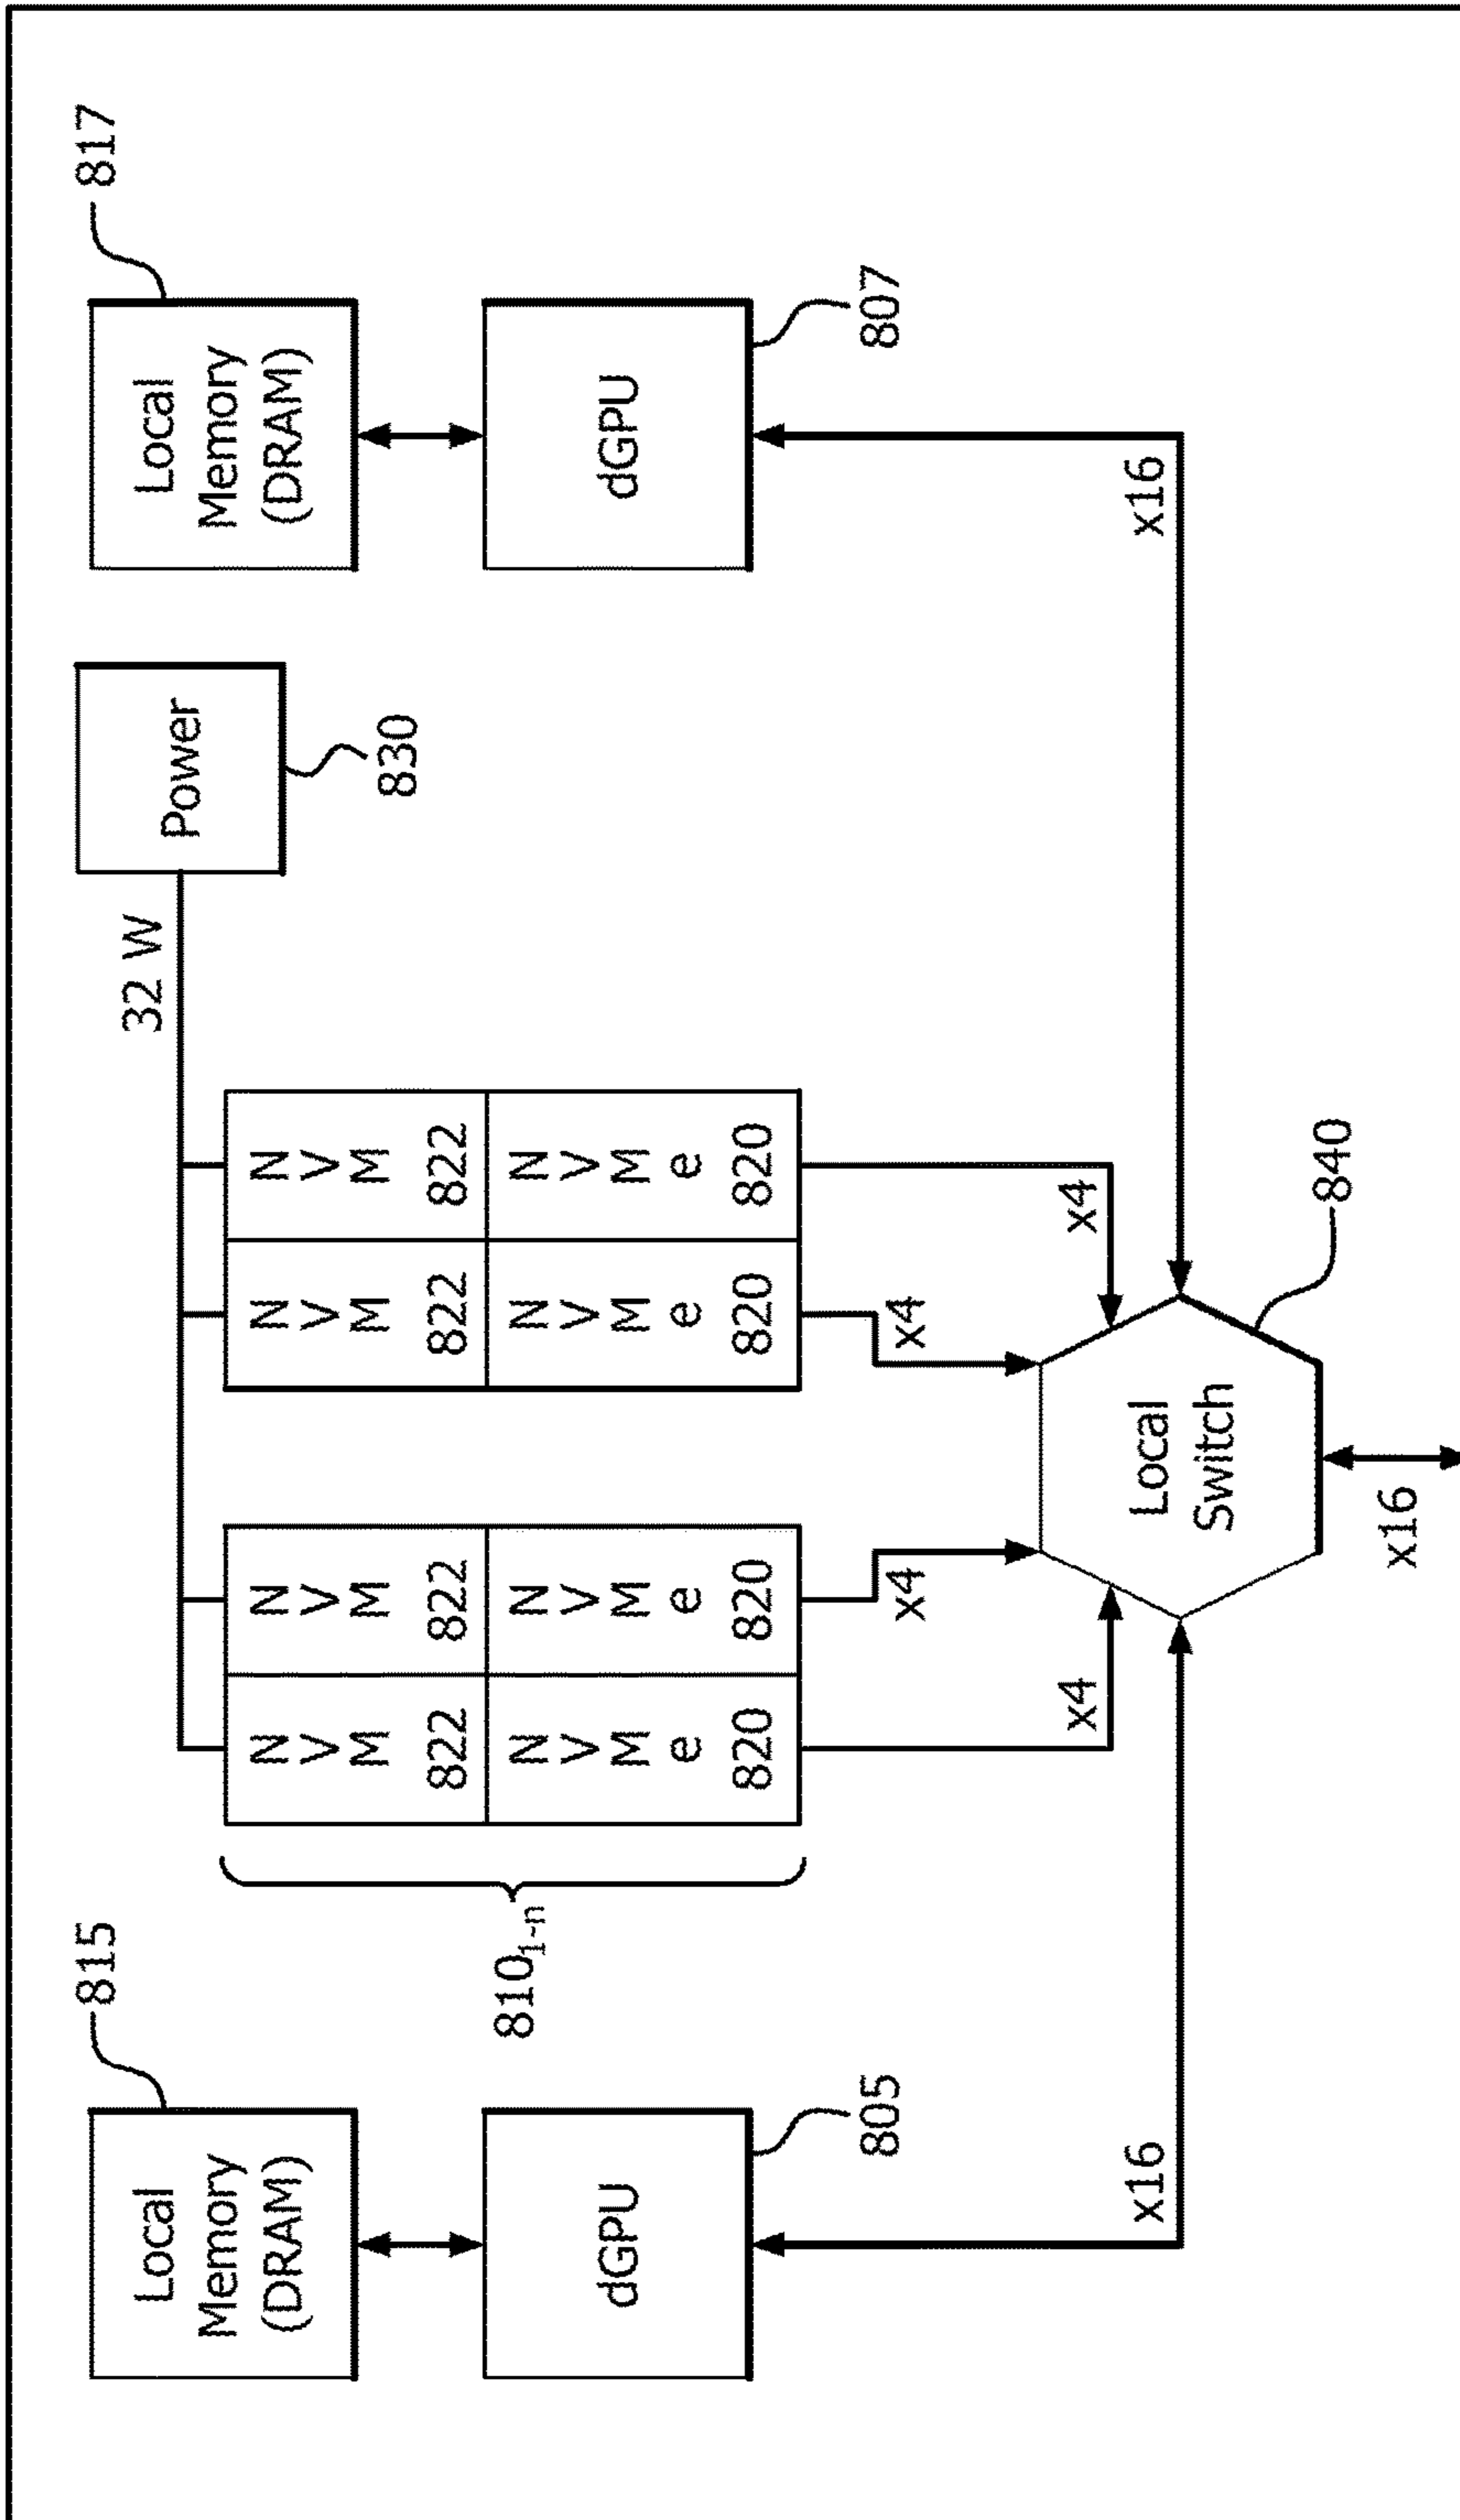 815
Local
Memory
(DRAM)
dGPU
805
x16
810₁₋ₙ
N
V
M
822
N
V
M
e
820
x4
N
V
M
822
N
V
M
e
820
x4
N
V
M
822
N
V
M
e
820
x4
N
V
M
822
N
V
M
e
820
x4
32 W
Power
830
817
Local
Memory
(DRAM)
dGPU
807
x16
Local
Switch
840
x16